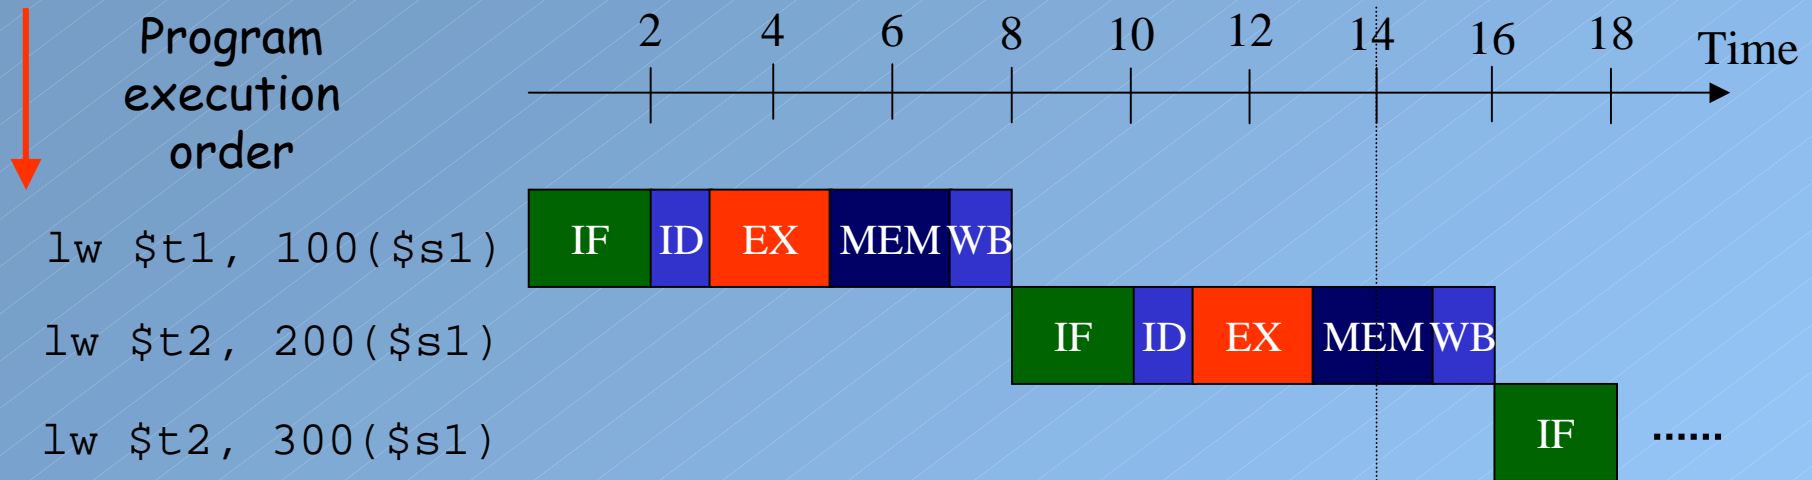 Program
execution
order
2 4 6 8 10 12 14 16 18 Time
lw $t1, 100($s1) IF ID EX MEM WB
lw $t2, 200($s1) IF ID EX MEM WB
lw $t2, 300($s1) IF ......